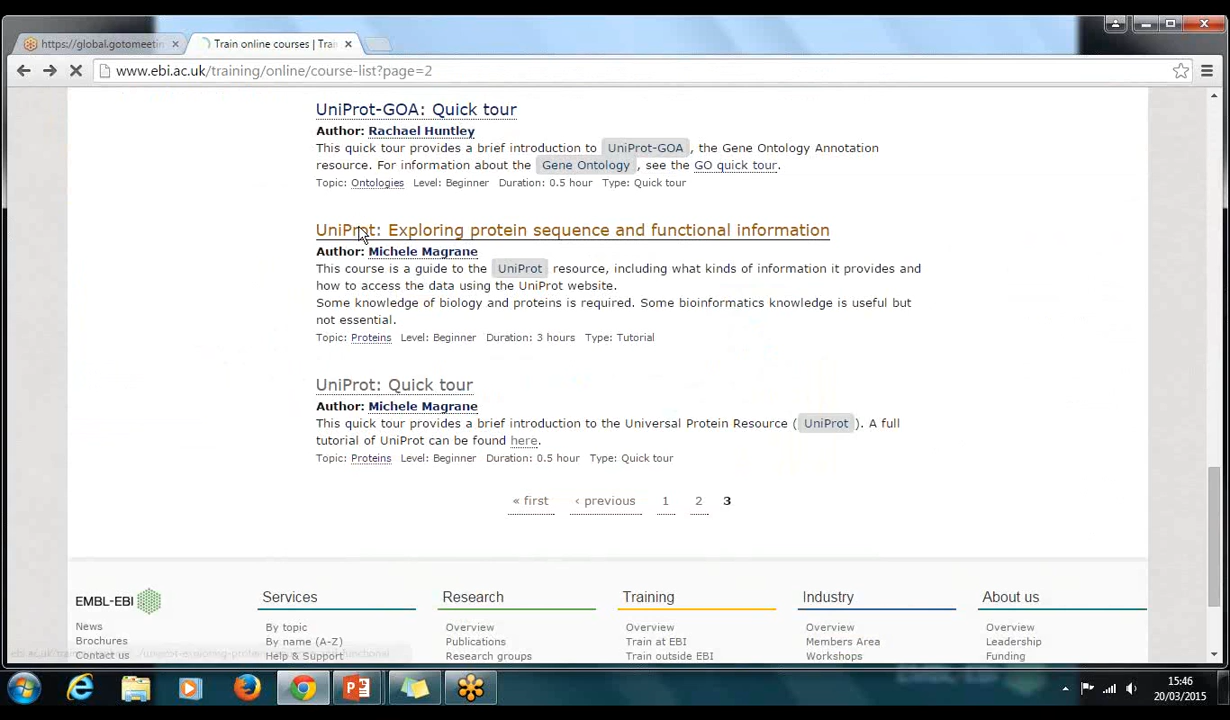 https://global.gotomeetin
Train online courses | Trai
www.ebi.ac.uk/training/online/course-list?page=2
UniProt-GOA: Quick tour
Author: Rachael Huntley
This quick tour provides a brief introduction to UniProt-GOA, the Gene Ontology Annotation
resource. For information about the Gene Ontology, see the GO quick tour.
Topic: Ontologies Level: Beginner Duration: 0.5 hour Type: Quick tour
UniProt: Exploring protein sequence and functional information
Author: Michele Magrane
This course is a guide to the UniProt resource, including what kinds of information it provides and
how to access the data using the UniProt website.
Some knowledge of biology and proteins is required. Some bioinformatics knowledge is useful but
not essential.
Topic: Proteins Level: Beginner Duration: 3 hours Type: Tutorial
UniProt: Quick tour
Author: Michele Magrane
This quick tour provides a brief introduction to the Universal Protein Resource (UniProt). A full
tutorial of UniProt can be found here.
Topic: Proteins Level: Beginner Duration: 0.5 hour Type: Quick tour
« first ‹ previous 1 2 3
EMBL-EBI Services Research Training Industry About us
News By topic Overview Overview Overview Overview
Brochures By name (A-Z) Publications Train at EBI Members Area Leadership
Contact us Help & Support Research groups Train outside EBI Workshops Funding
15:46
20/03/2015